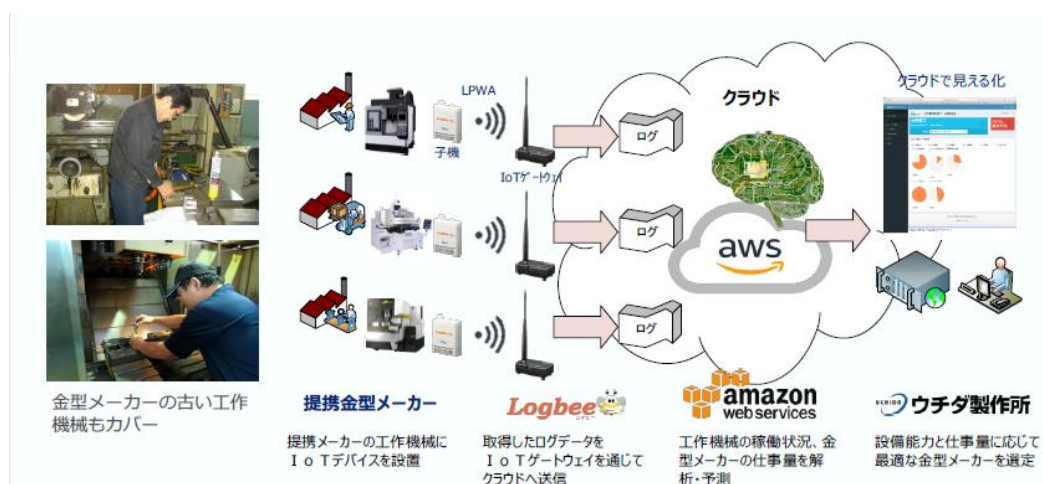 クラウドで見える化
クラウド
LPWA
子機
IoTゲートウェイ
ログ
ログ
ログ
aws
金型メーカーの古い工作
機械もカバー
提携金型メーカー
提携メーカーの工作機械に
IoTデバイスを設置
Logbee
取得したログデータを
IoTゲートウェイを通じて
クラウドへ送信
amazon
web services
工作機械の稼働状況、金
型メーカーの仕事量を解
析・予測
UCHIDA ウチダ製作所
設備能力と仕事量に応じて
最適な金型メーカーを選定